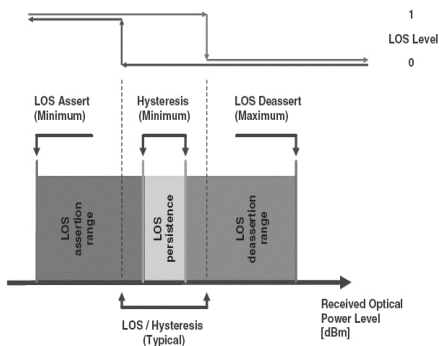 1
LOS Level
0
LOS Assert
(Minimum)
Hysteresis
(Minimum)
LOS Deassert
(Maximum)
LOS
assertion
range
LOS
persistence
LOS
deassertion
range
LOS / Hysteresis
(Typical)
Received Optical
Power Level
[dBm]